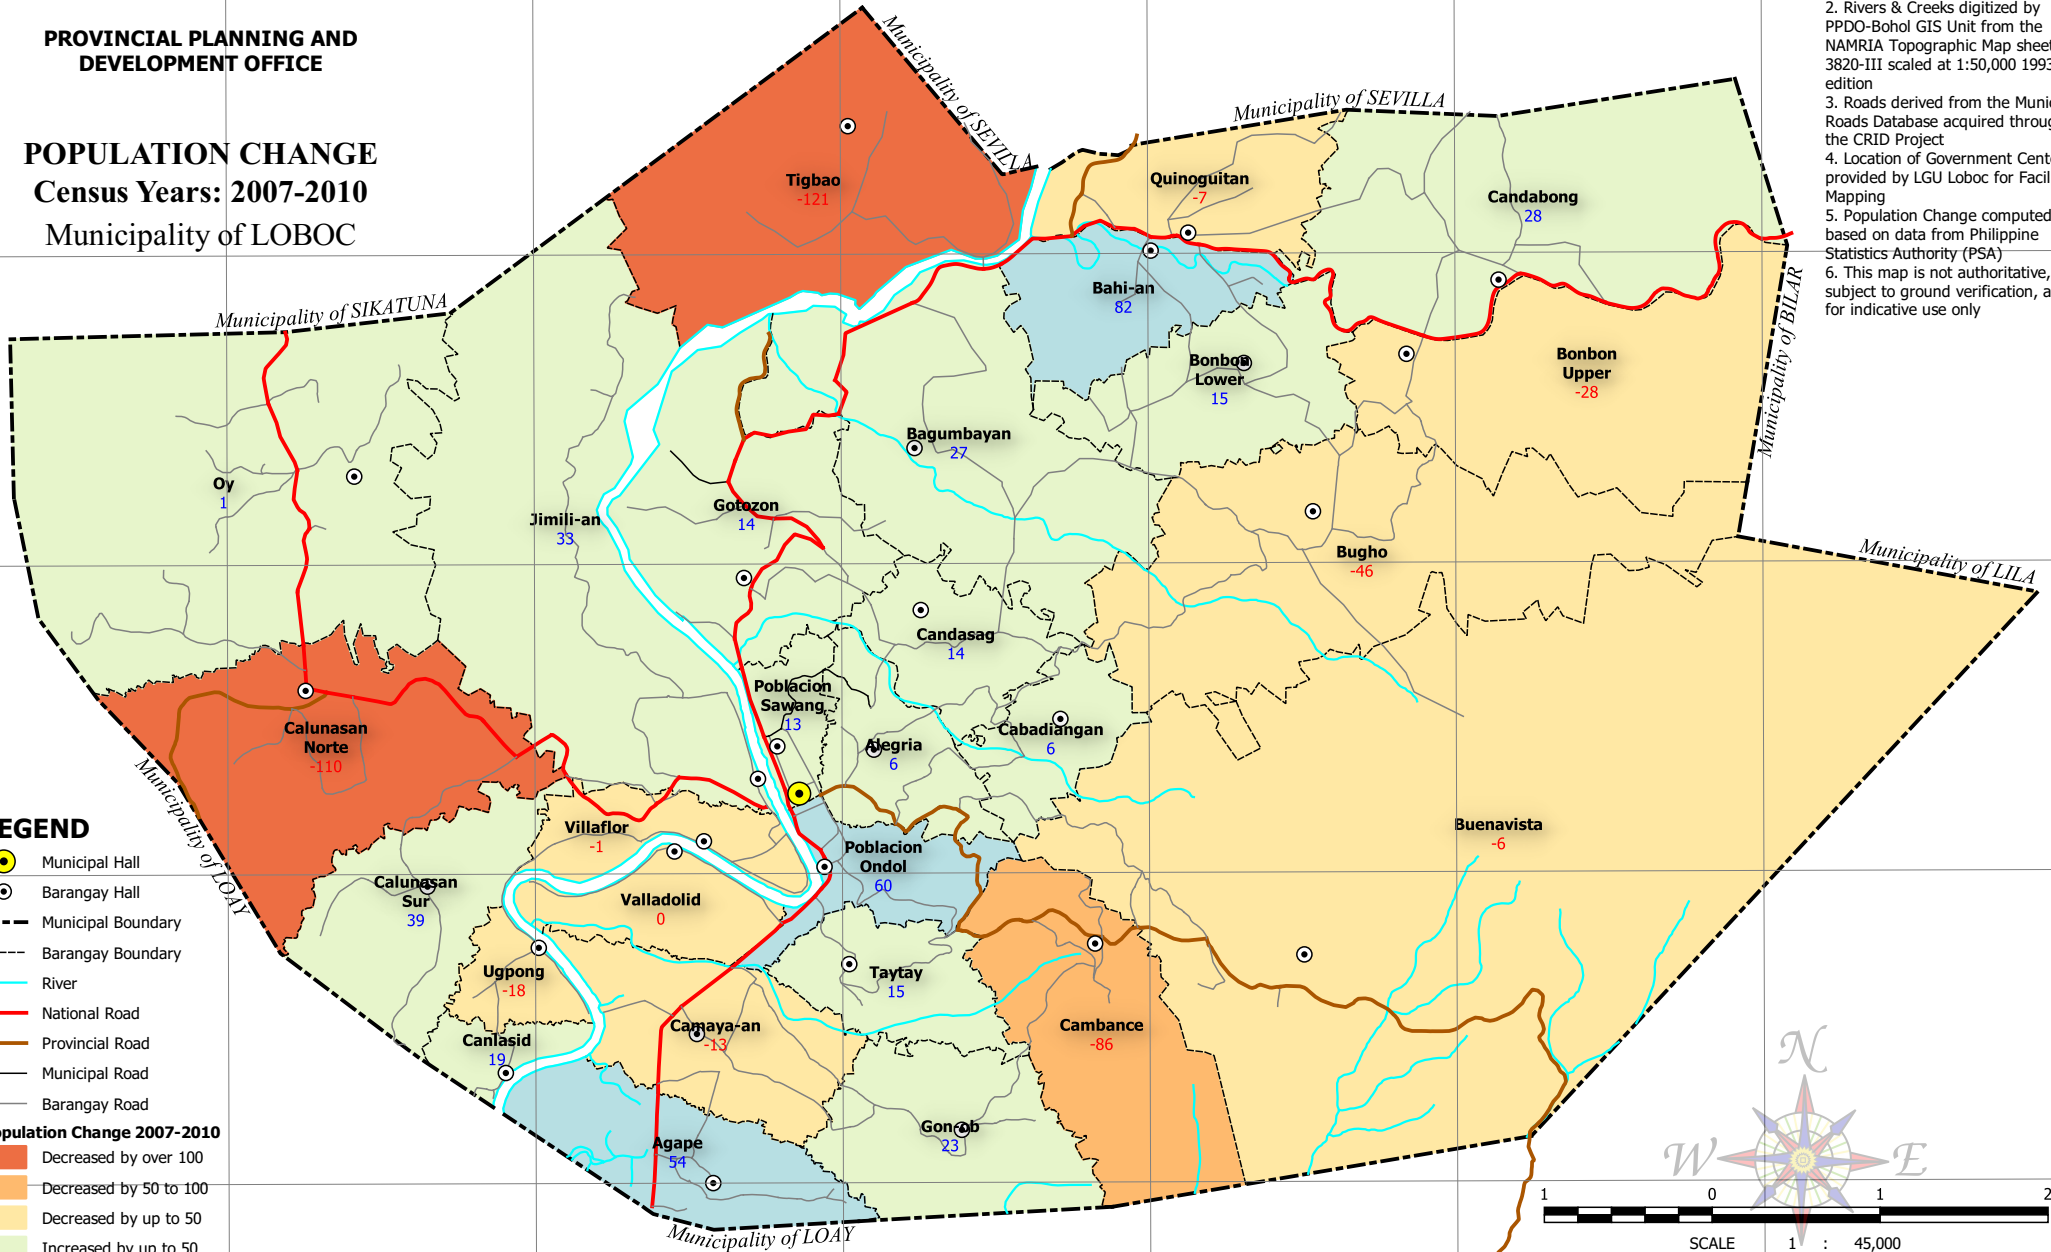 PROVINCIAL PLANNING AND
DEVELOPMENT OFFICE
POPULATION CHANGE
Census Years: 2007-2010
Municipality of LOBOC
2. Rivers & Creeks digitized by
PPDO-Bohol GIS Unit from the
NAMRIA Topographic Map sheet
3820-III scaled at 1:50,000 1993
edition
3. Roads derived from the Munic
Roads Database acquired throug
the CRID Project
4. Location of Government Cent
provided by LGU Loboc for Facil
Mapping
5. Population Change computed
based on data from Philippine
Statistics Authority (PSA)
6. This map is not authoritative,
subject to ground verification, a
for indicative use only
Municipality of SEVILLA
Municipality of SEVILLA
Municipality of SIKATUNA
Municipality of BILAR
Municipality of LILA
Municipality of LOAY
Municipality of LOAY
Tigbao
-121
Quinoguitan
-7
Candabong
28
Bahi-an
82
Bonbon
Lower
15
Bonbon
Upper
-28
Bagumbayan
27
Oy
1
Jimili-an
33
Gotozon
14
Bugho
-46
Candasag
14
Poblacion
Sawang
13
Cabadiangan
6
Alegria
6
Calunasan
Norte
-110
Villaflor
-1
Buenavista
-6
Poblacion
Ondol
60
Calunasan
Sur
39
Valladolid
0
Ugpong
-18
Taytay
15
Camaya-an
-13
Cambance
-86
Canlasid
19
Gon-ob
23
Agape
54
EGEND
Municipal Hall
Barangay Hall
Municipal Boundary
Barangay Boundary
River
National Road
Provincial Road
Municipal Road
Barangay Road
opulation Change 2007-2010
Decreased by over 100
Decreased by 50 to 100
Decreased by up to 50
Increased by up to 50
N
W E
1 0 1 2
SCALE 1 : 45,000